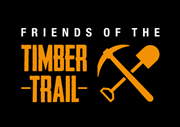 FRIENDS OF THE
TIMBER
-TRAIL-